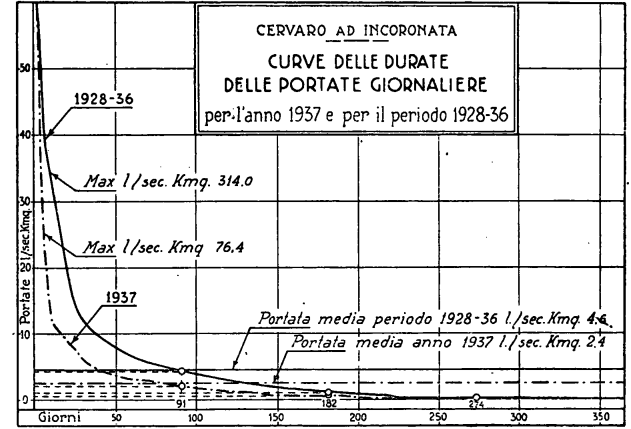 CERVARO AD INCORONATA
CURVE DELLE DURATE
DELLE PORTATE GIORNALIERE
per l'anno 1937 e per il periodo 1928-36
50
1928-36
40
Max l/sec. Kmq. 314.0
30
Portate l/sec.Kmq.
Max l/sec. Kmq 76,4
20
1937
10
Portata media periodo 1928-36 l/sec. Kmq. 4,6
Portata media anno 1937 l/sec. Kmq. 2,4
0
Giorni 50 91 100 150 182 200 250 274 300 350